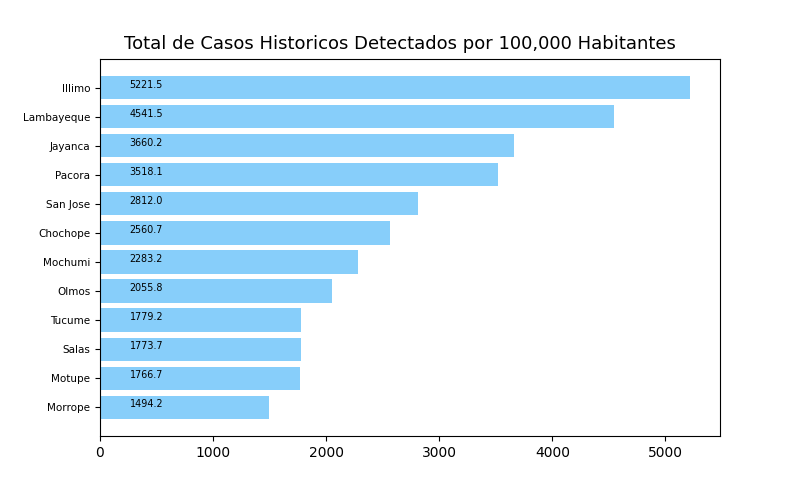 Total de Casos Historicos Detectados por 100,000 Habitantes
Illimo 5221.5
Lambayeque 4541.5
Jayanca 3660.2
Pacora 3518.1
San Jose 2812.0
Chochope 2560.7
Mochumi 2283.2
Olmos 2055.8
Tucume 1779.2
Salas 1773.7
Motupe 1766.7
Morrope 1494.2
0 1000 2000 3000 4000 5000